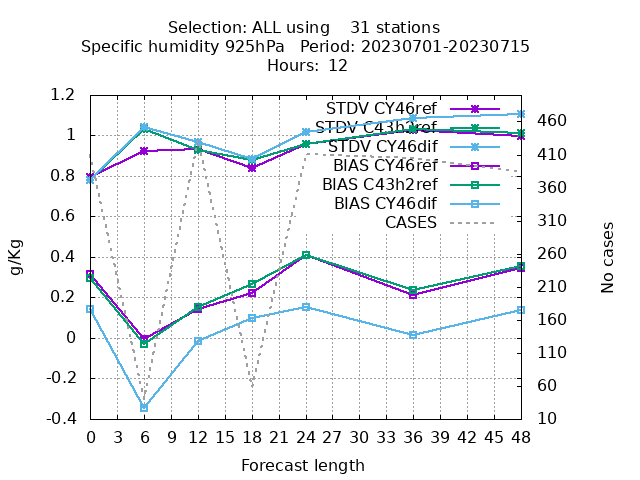 Selection: ALL using    31 stations
Specific humidity 925hPa   Period: 20230701-20230715
Hours: 12
STDV CY46ref
STDV C43h2ref
STDV CY46dif
BIAS CY46ref
BIAS C43h2ref
BIAS CY46dif
CASES
1.2
1
0.8
0.6
0.4
0.2
0
-0.2
-0.4
g/Kg
460
410
360
310
260
210
160
110
60
10
No cases
0 3 6 9 12 15 18 21 24 27 30 33 36 39 42 45 48
Forecast length